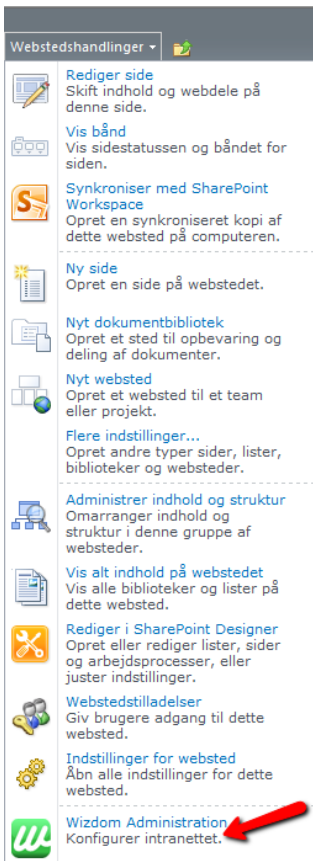 Webstedshandlinger
Rediger side
Skift indhold og webdele på
denne side.
Vis bånd
Vis sidestatussen og båndet for
siden.
Synkroniser med SharePoint
Workspace
Opret en synkroniseret kopi af
dette websted på computeren.
Ny side
Opret en side på webstedet.
Nyt dokumentbibliotek
Opret et sted til opbevaring og
deling af dokumenter.
Nyt websted
Opret et websted til et team
eller projekt.
Flere indstillinger...
Opret andre typer sider, lister,
biblioteker og websteder.
Administrer indhold og struktur
Omarranger indhold og
struktur i denne gruppe af
websteder.
Vis alt indhold på webstedet
Vis alle biblioteker og lister på
dette websted.
Rediger i SharePoint Designer
Opret eller rediger lister, sider
og arbejdsprocesser, eller
juster indstillinger.
Webstedstilladelser
Giv brugere adgang til dette
websted.
Indstillinger for websted
Åbn alle indstillinger for dette
websted.
Wizdom Administration
Konfigurer intranettet.